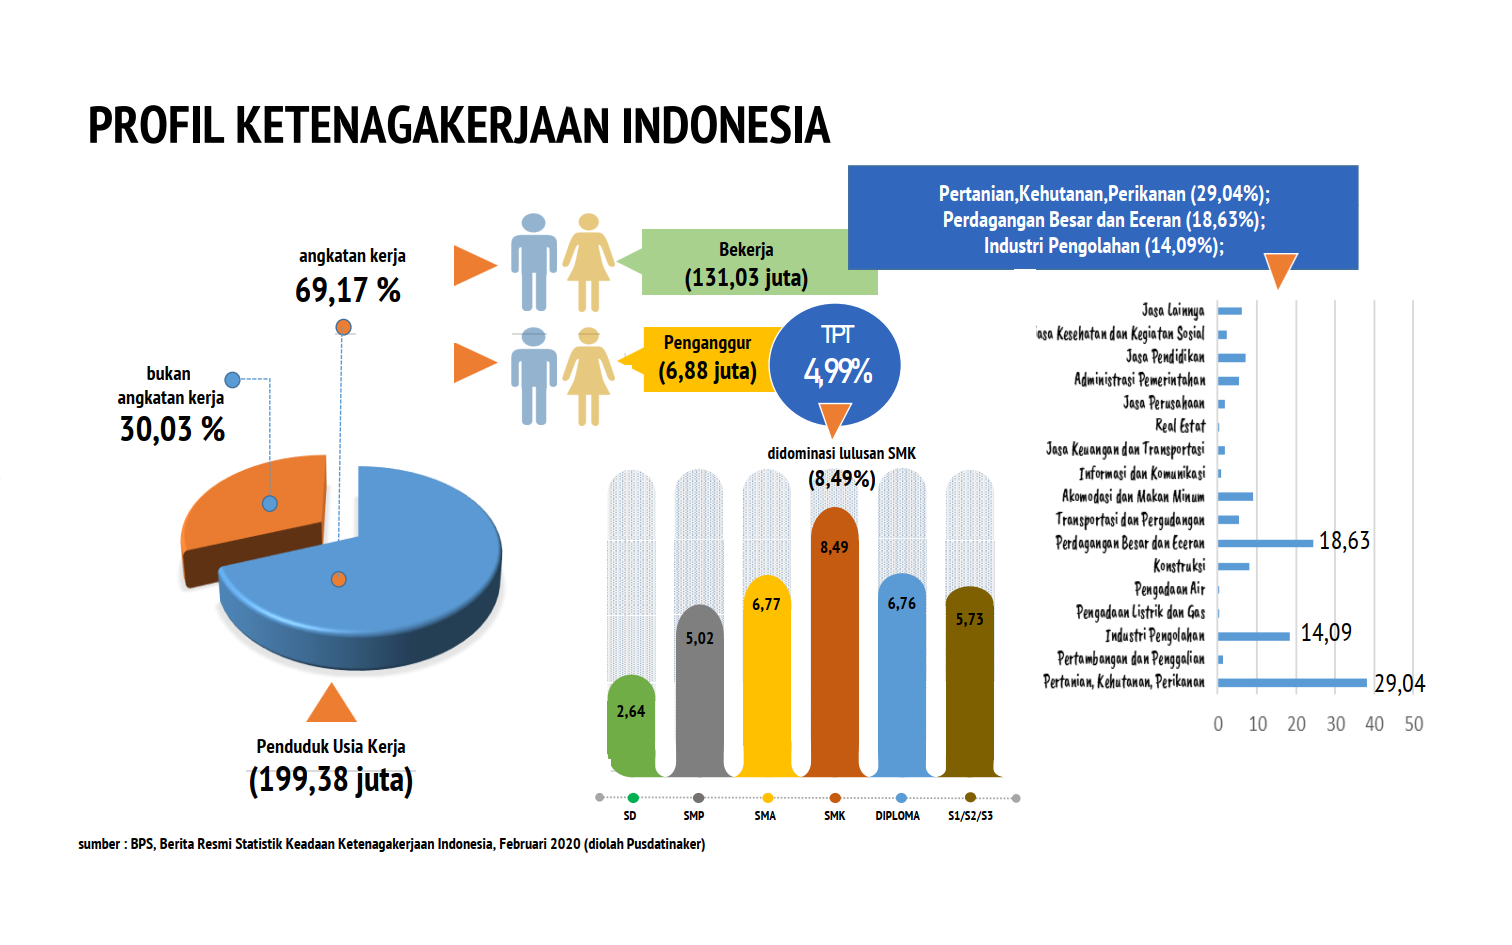 PROFIL KETENAGAKERJAAN INDONESIA
Pertanian,Kehutanan,Perikanan (29,04%);
Perdagangan Besar dan Eceran (18,63%);
Industri Pengolahan (14,09%);
angkatan kerja
69,17 %
bukan
angkatan kerja
30,03 %
Penduduk Usia Kerja
(199,38 juta)
Bekerja
(131,03 juta)
Penganggur
(6,88 juta)
TPT
4,99%
didominasi lulusan SMK
(8,49%)
2,64
5,02
6,77
8,49
6,76
5,73
SD
SMP
SMA
SMK
DIPLOMA
S1/S2/S3
Jasa Lainnya
Jasa Kesehatan dan Kegiatan Sosial
Jasa Pendidikan
Administrasi Pemerintahan
Jasa Perusahaan
Real Estat
Jasa Keuangan dan Transportasi
Informasi dan Komunikasi
Akomodasi dan Makan Minum
Transportasi dan Pergudangan
Perdagangan Besar dan Eceran 18,63
Konstruksi
Pengadaan Air
Pengadaan Listrik dan Gas
Industri Pengolahan 14,09
Pertambangan dan Penggalian
Pertanian, Kehutanan, Perikanan 29,04
0 10 20 30 40 50
sumber : BPS, Berita Resmi Statistik Keadaan Ketenagakerjaan Indonesia, Februari 2020 (diolah Pusdatinaker)